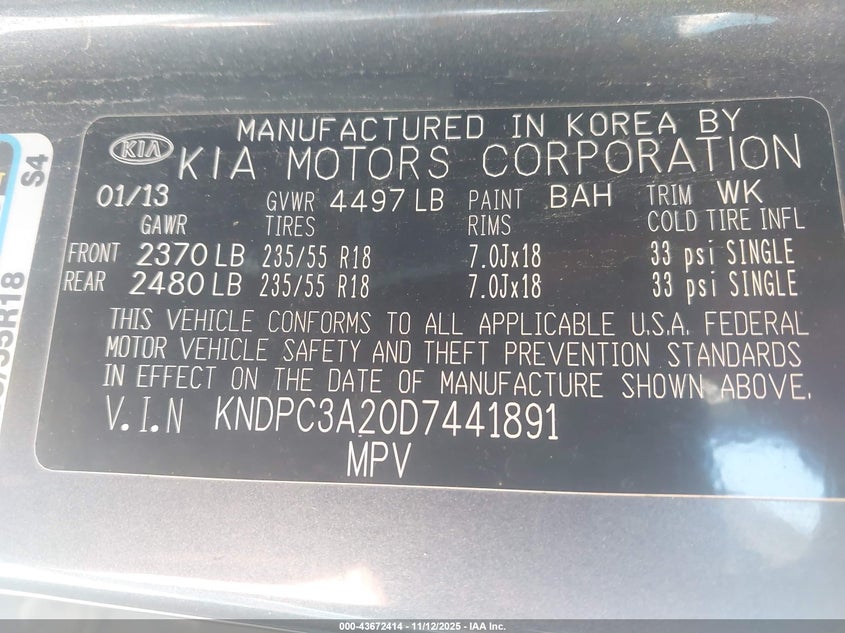 MANUFACTURED IN KOREA BY
KIA KIA MOTORS CORPORATION
01/13 GVWR 4497 LB PAINT BAH TRIM WK
GAWR TIRES RIMS COLD TIRE INFL
FRONT 2370 LB 235/55 R18 7.0Jx18 33 psi SINGLE
REAR 2480 LB 235/55 R18 7.0Jx18 33 psi SINGLE
THIS VEHICLE CONFORMS TO ALL APPLICABLE U.S.A. FEDERAL
MOTOR VEHICLE SAFETY AND THEFT PREVENTION STANDARDS
IN EFFECT ON THE DATE OF MANUFACTURE SHOWN ABOVE.
V.I.N KNDPC3A20D7441891
MPV
S4
55R18
000-43672414 - 11/12/2025 - IAA Inc.